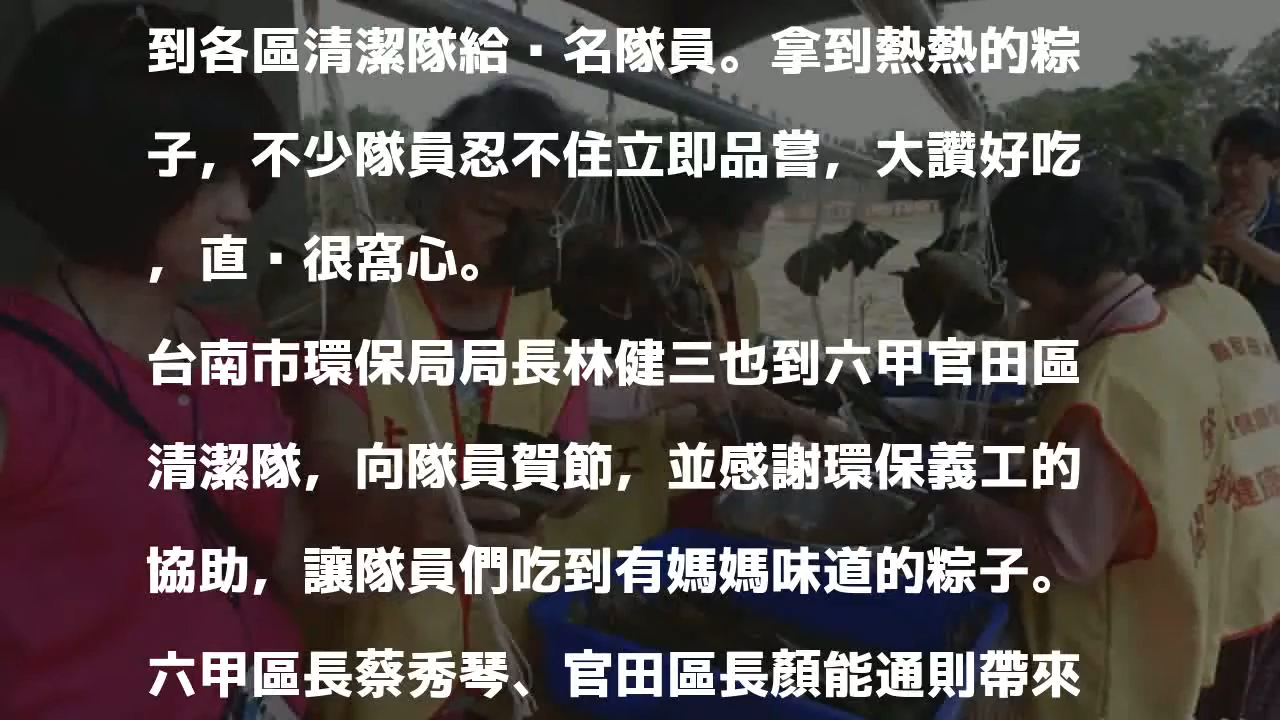 到各區清潔隊給▪名隊員。拿到熱熱的粽
子，不少隊員忍不住立即品嘗，大讚好吃
，直▪很窩心。
台南市環保局局長林健三也到六甲官田區
清潔隊，向隊員賀節，並感謝環保義工的
協助，讓隊員們吃到有媽媽味道的粽子。
六甲區長蔡秀琴、官田區長顏能通則帶來